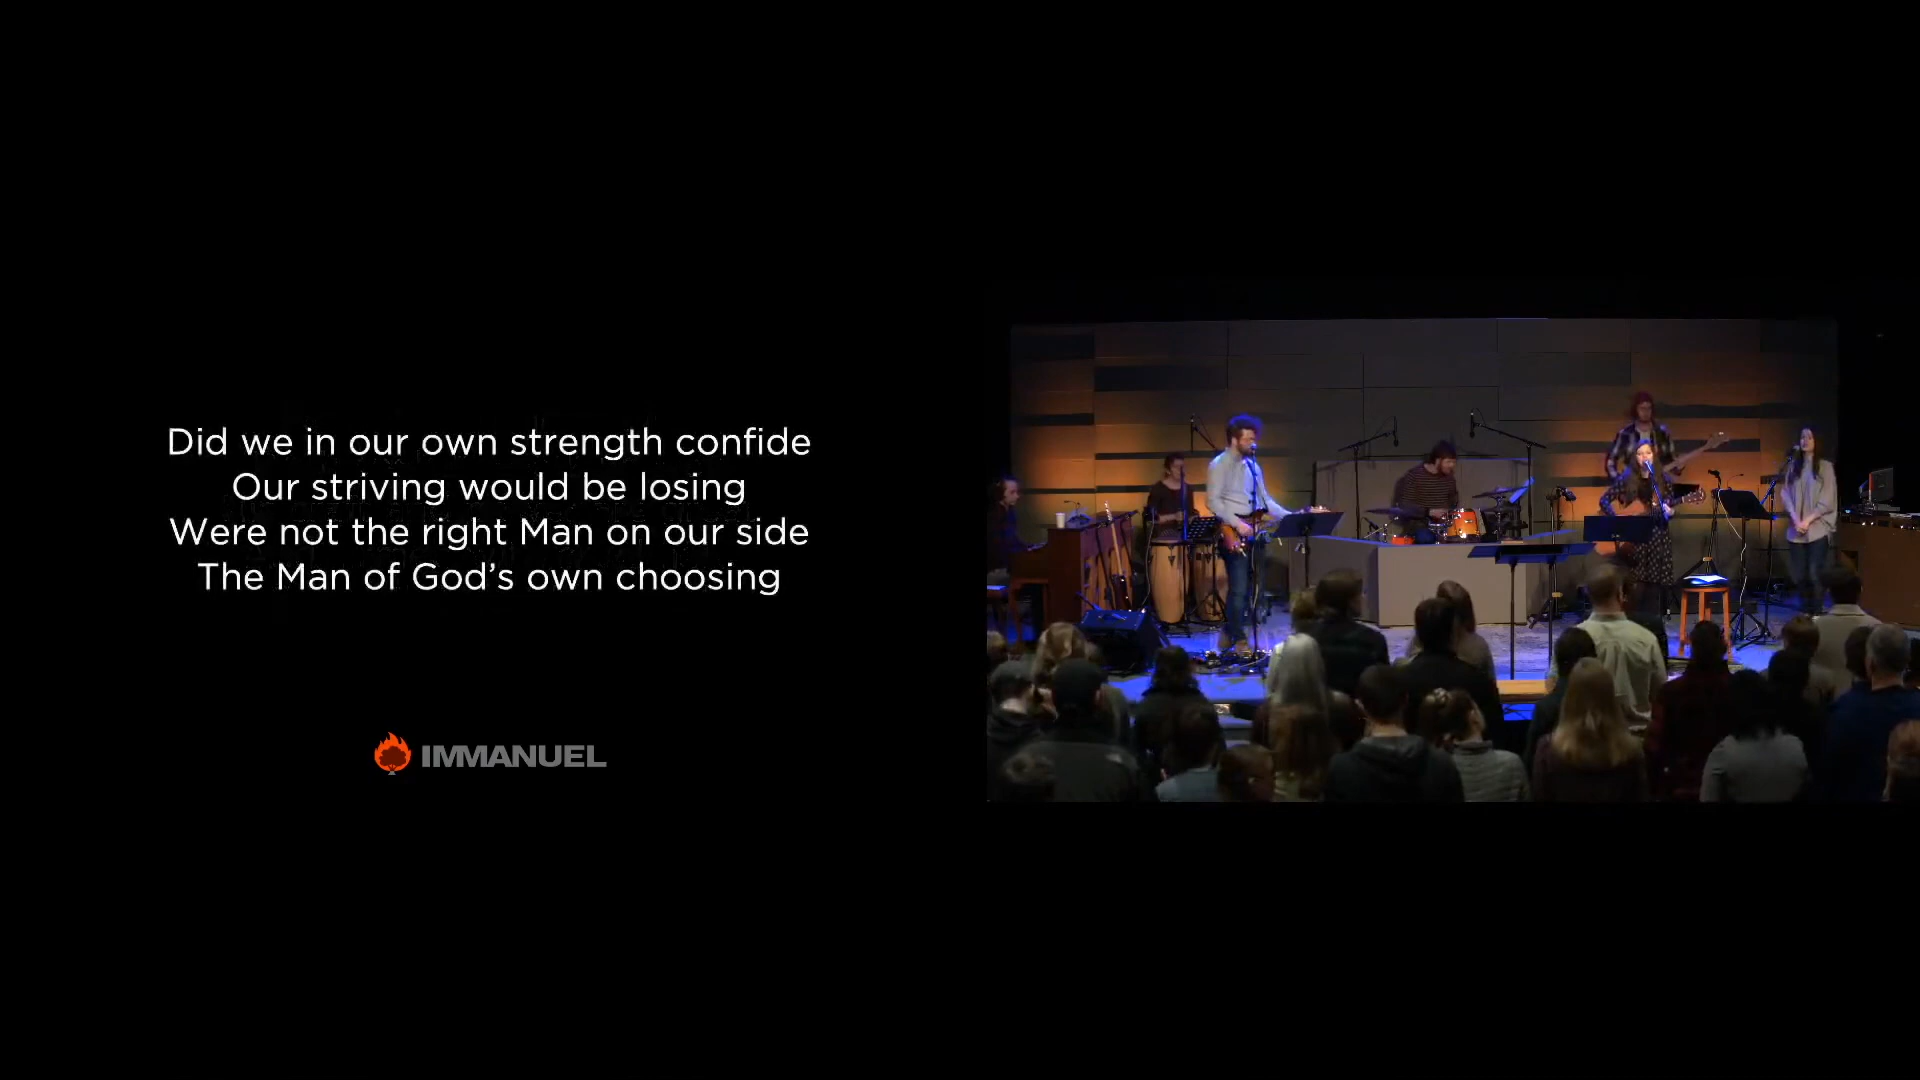 Did we in our own strength confide
Our striving would be losing
Were not the right Man on our side
The Man of God’s own choosing
IMMANUEL